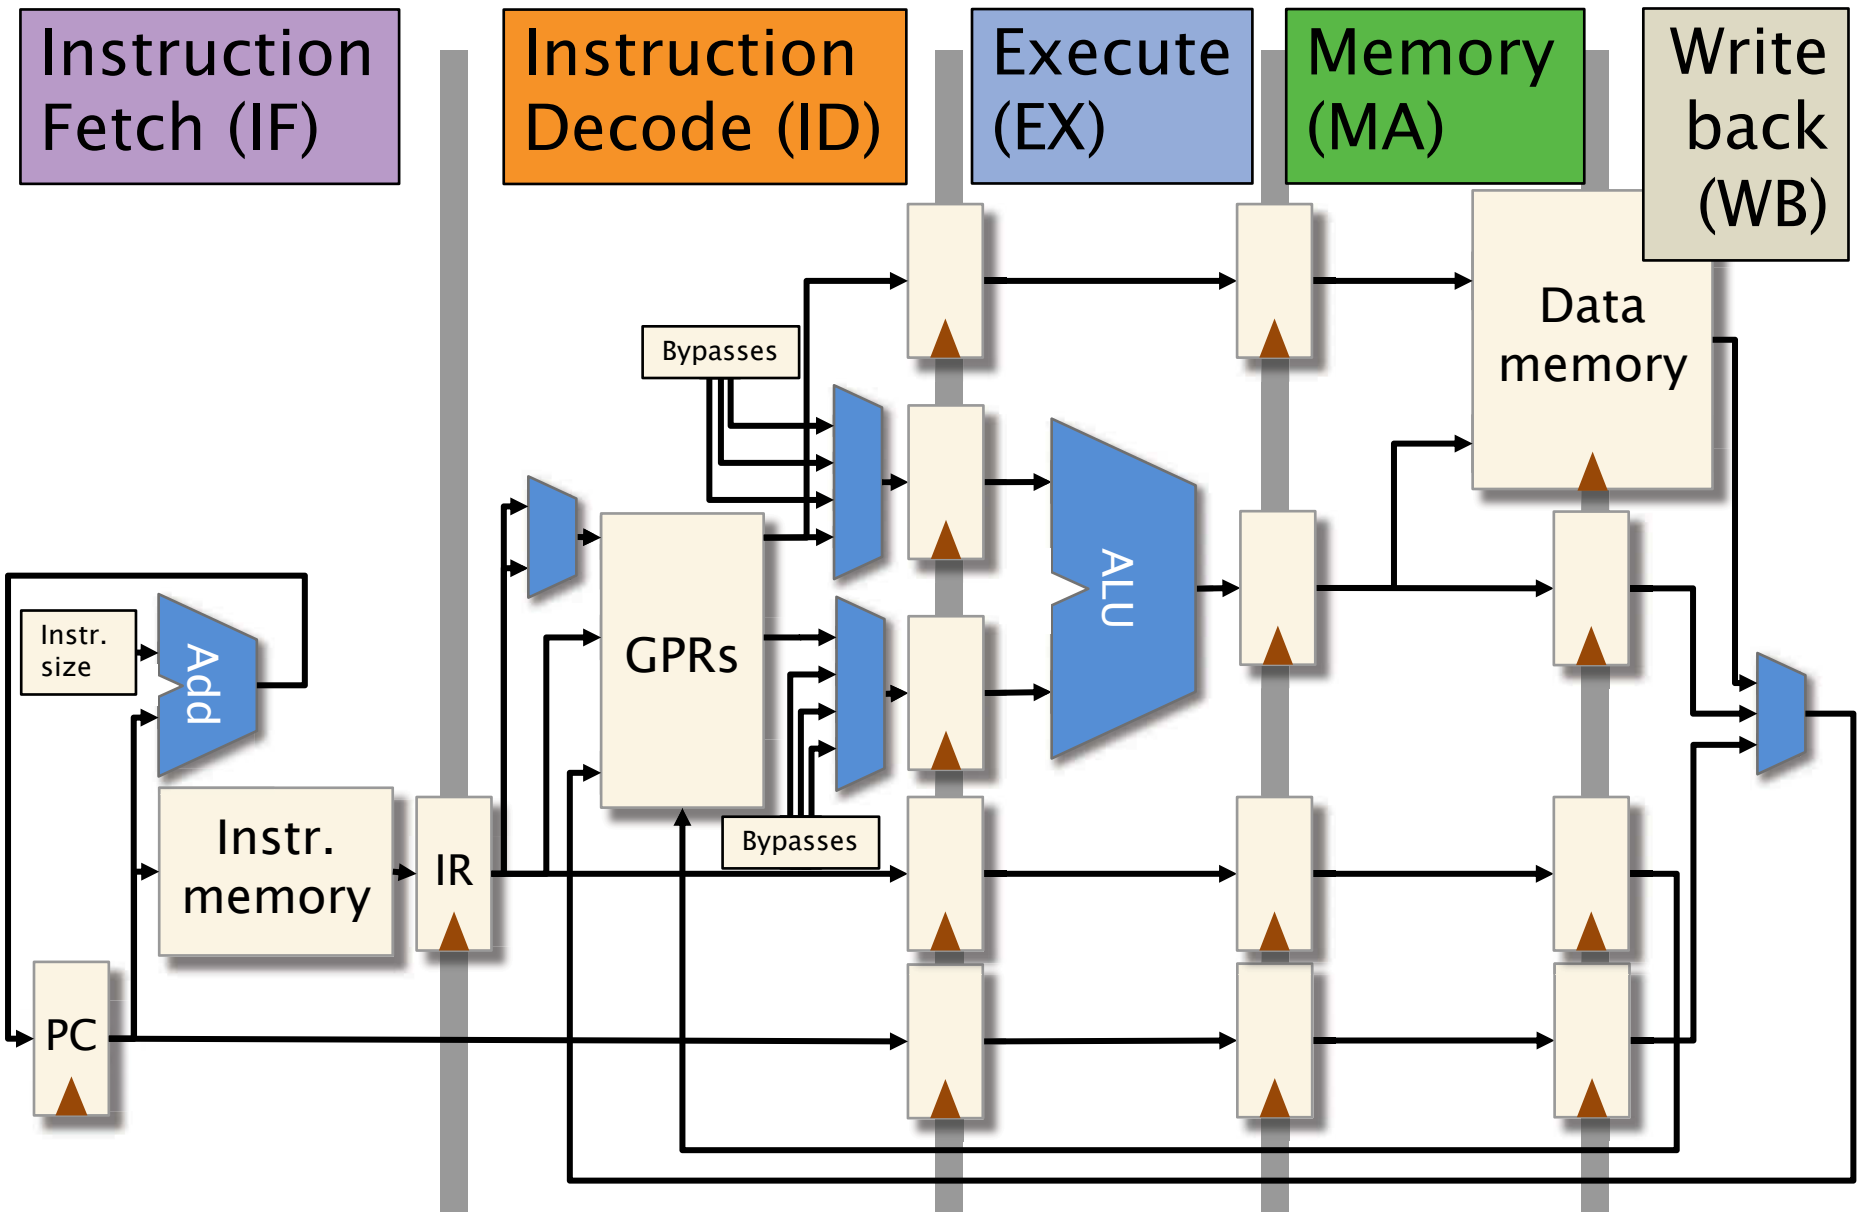 Instruction
Fetch (IF)
Instruction
Decode (ID)
Execute
(EX)
Memory
(MA)
Write
back
(WB)
Data
memory
Bypasses
ALU
GPRs
Instr.
size
Add
Bypasses
Instr.
memory
IR
PC